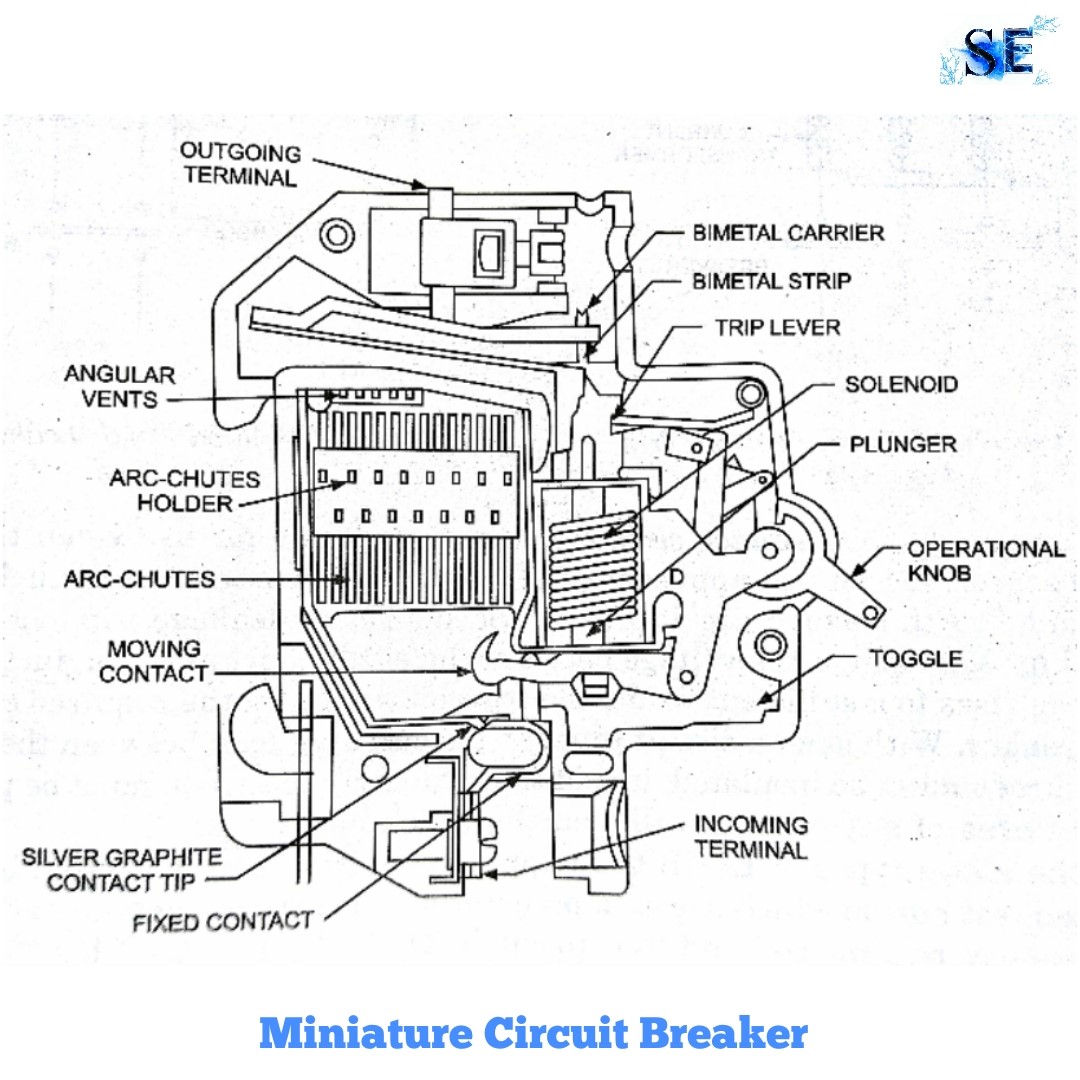 SE
OUTGOING
TERMINAL
BIMETAL CARRIER
BIMETAL STRIP
TRIP LEVER
ANGULAR
VENTS
SOLENOID
PLUNGER
ARC-CHUTES
HOLDER
OPERATIONAL
KNOB
ARC-CHUTES
D
MOVING
CONTACT
TOGGLE
INCOMING
TERMINAL
SILVER GRAPHITE
CONTACT TIP
FIXED CONTACT
Miniature Circuit Breaker